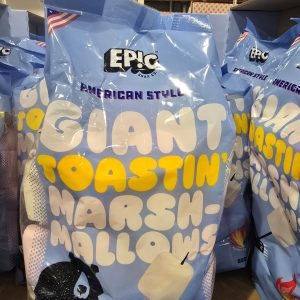 EPIC
AMERICAN STYLE
GIANT
TOASTIN'
MARSH-
MALLOWS